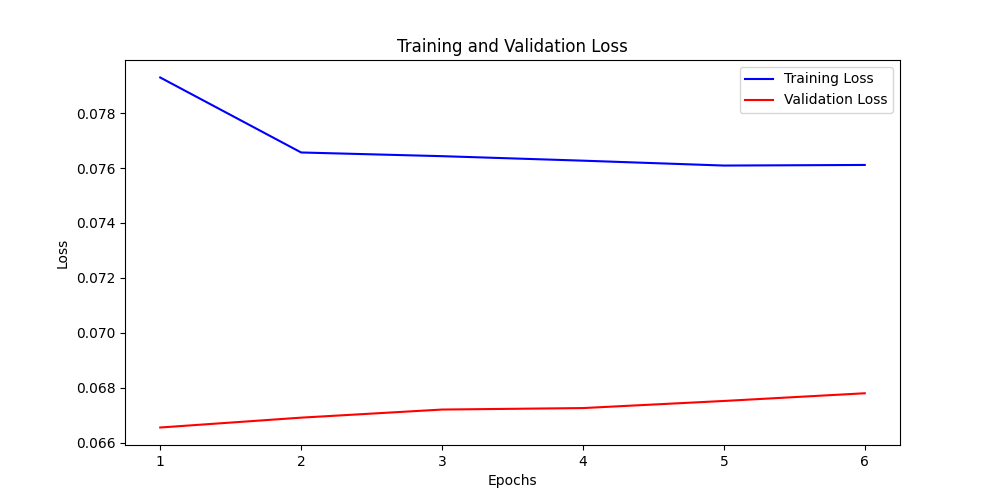 Training and Validation Loss
Training Loss
Validation Loss
0.078
0.076
0.074
0.072
0.070
0.068
0.066
Loss
1 2 3 4 5 6
Epochs